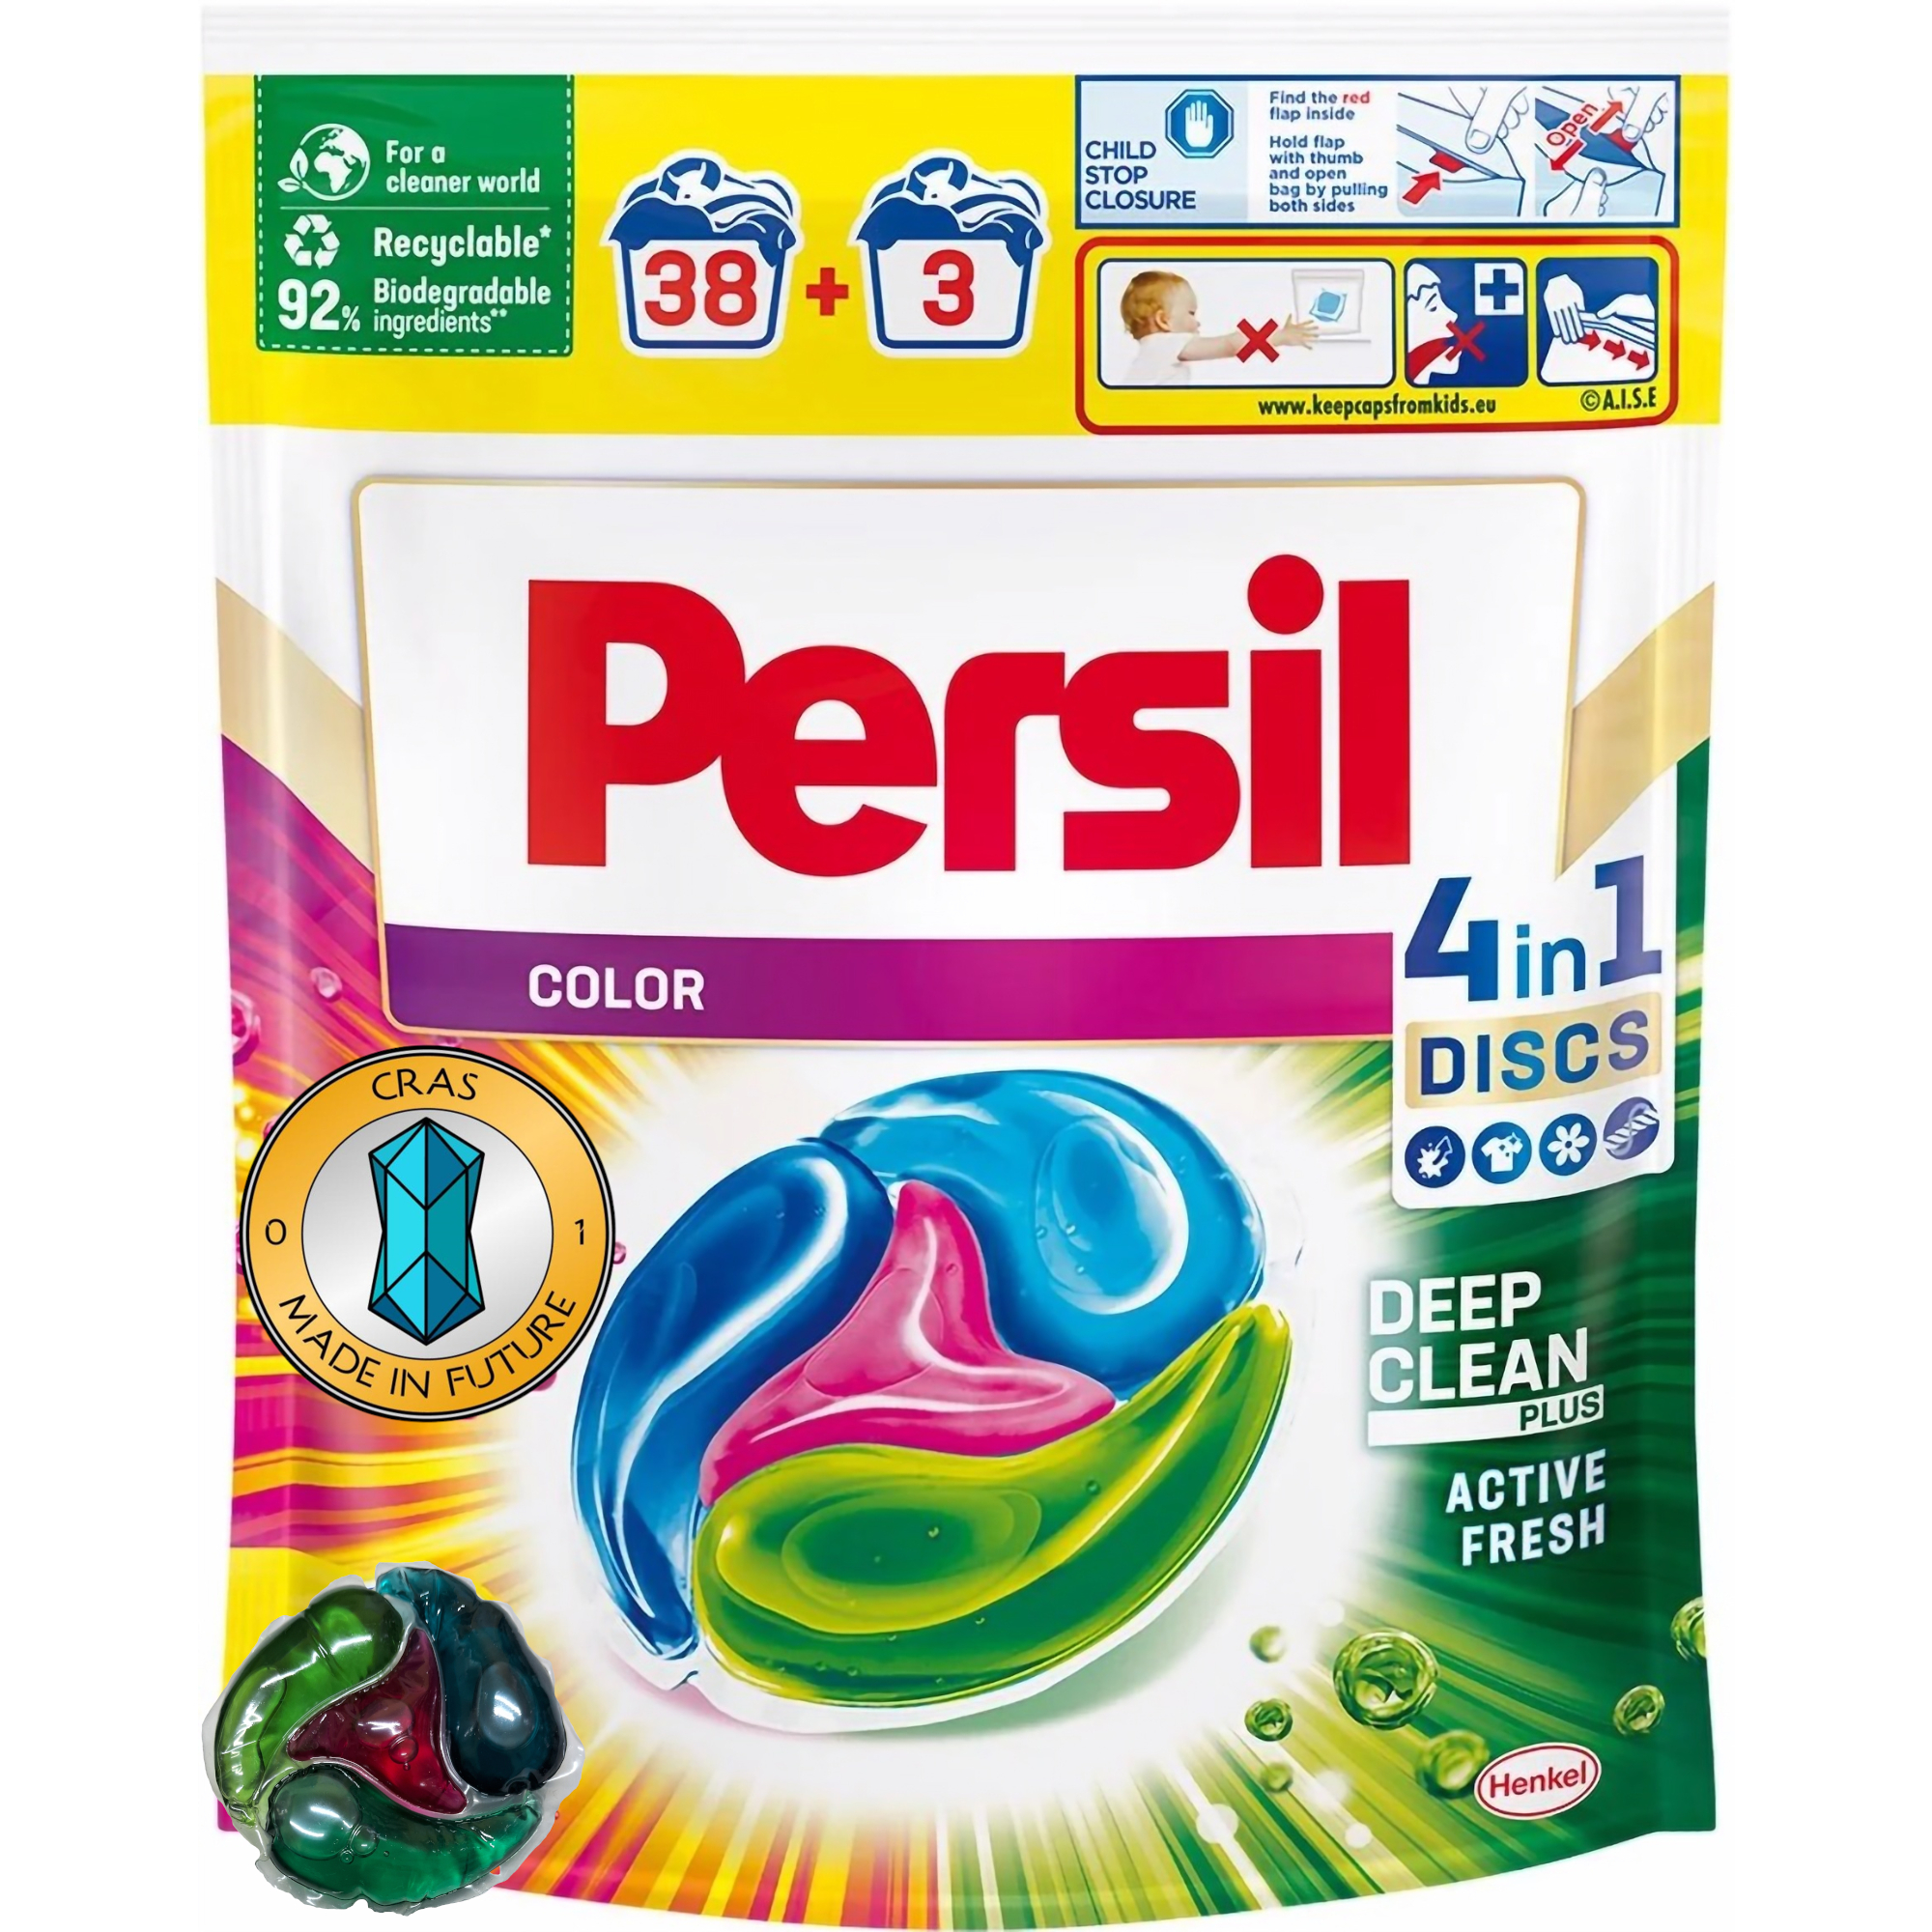 For a
cleaner world
Recyclable*
92% Biodegradable
ingredients**
38 + 3
CHILD
STOP
CLOSURE
Find the red
flap inside
Hold flap
with thumb
and open
bag by pulling
both sides
Open
www.keepcapsfromkids.eu
©A.I.S.E
Persil
COLOR
4in1
DISCS
CRAS
0 1
MADE IN FUTURE
DEEP
CLEAN
PLUS
ACTIVE
FRESH
Henkel